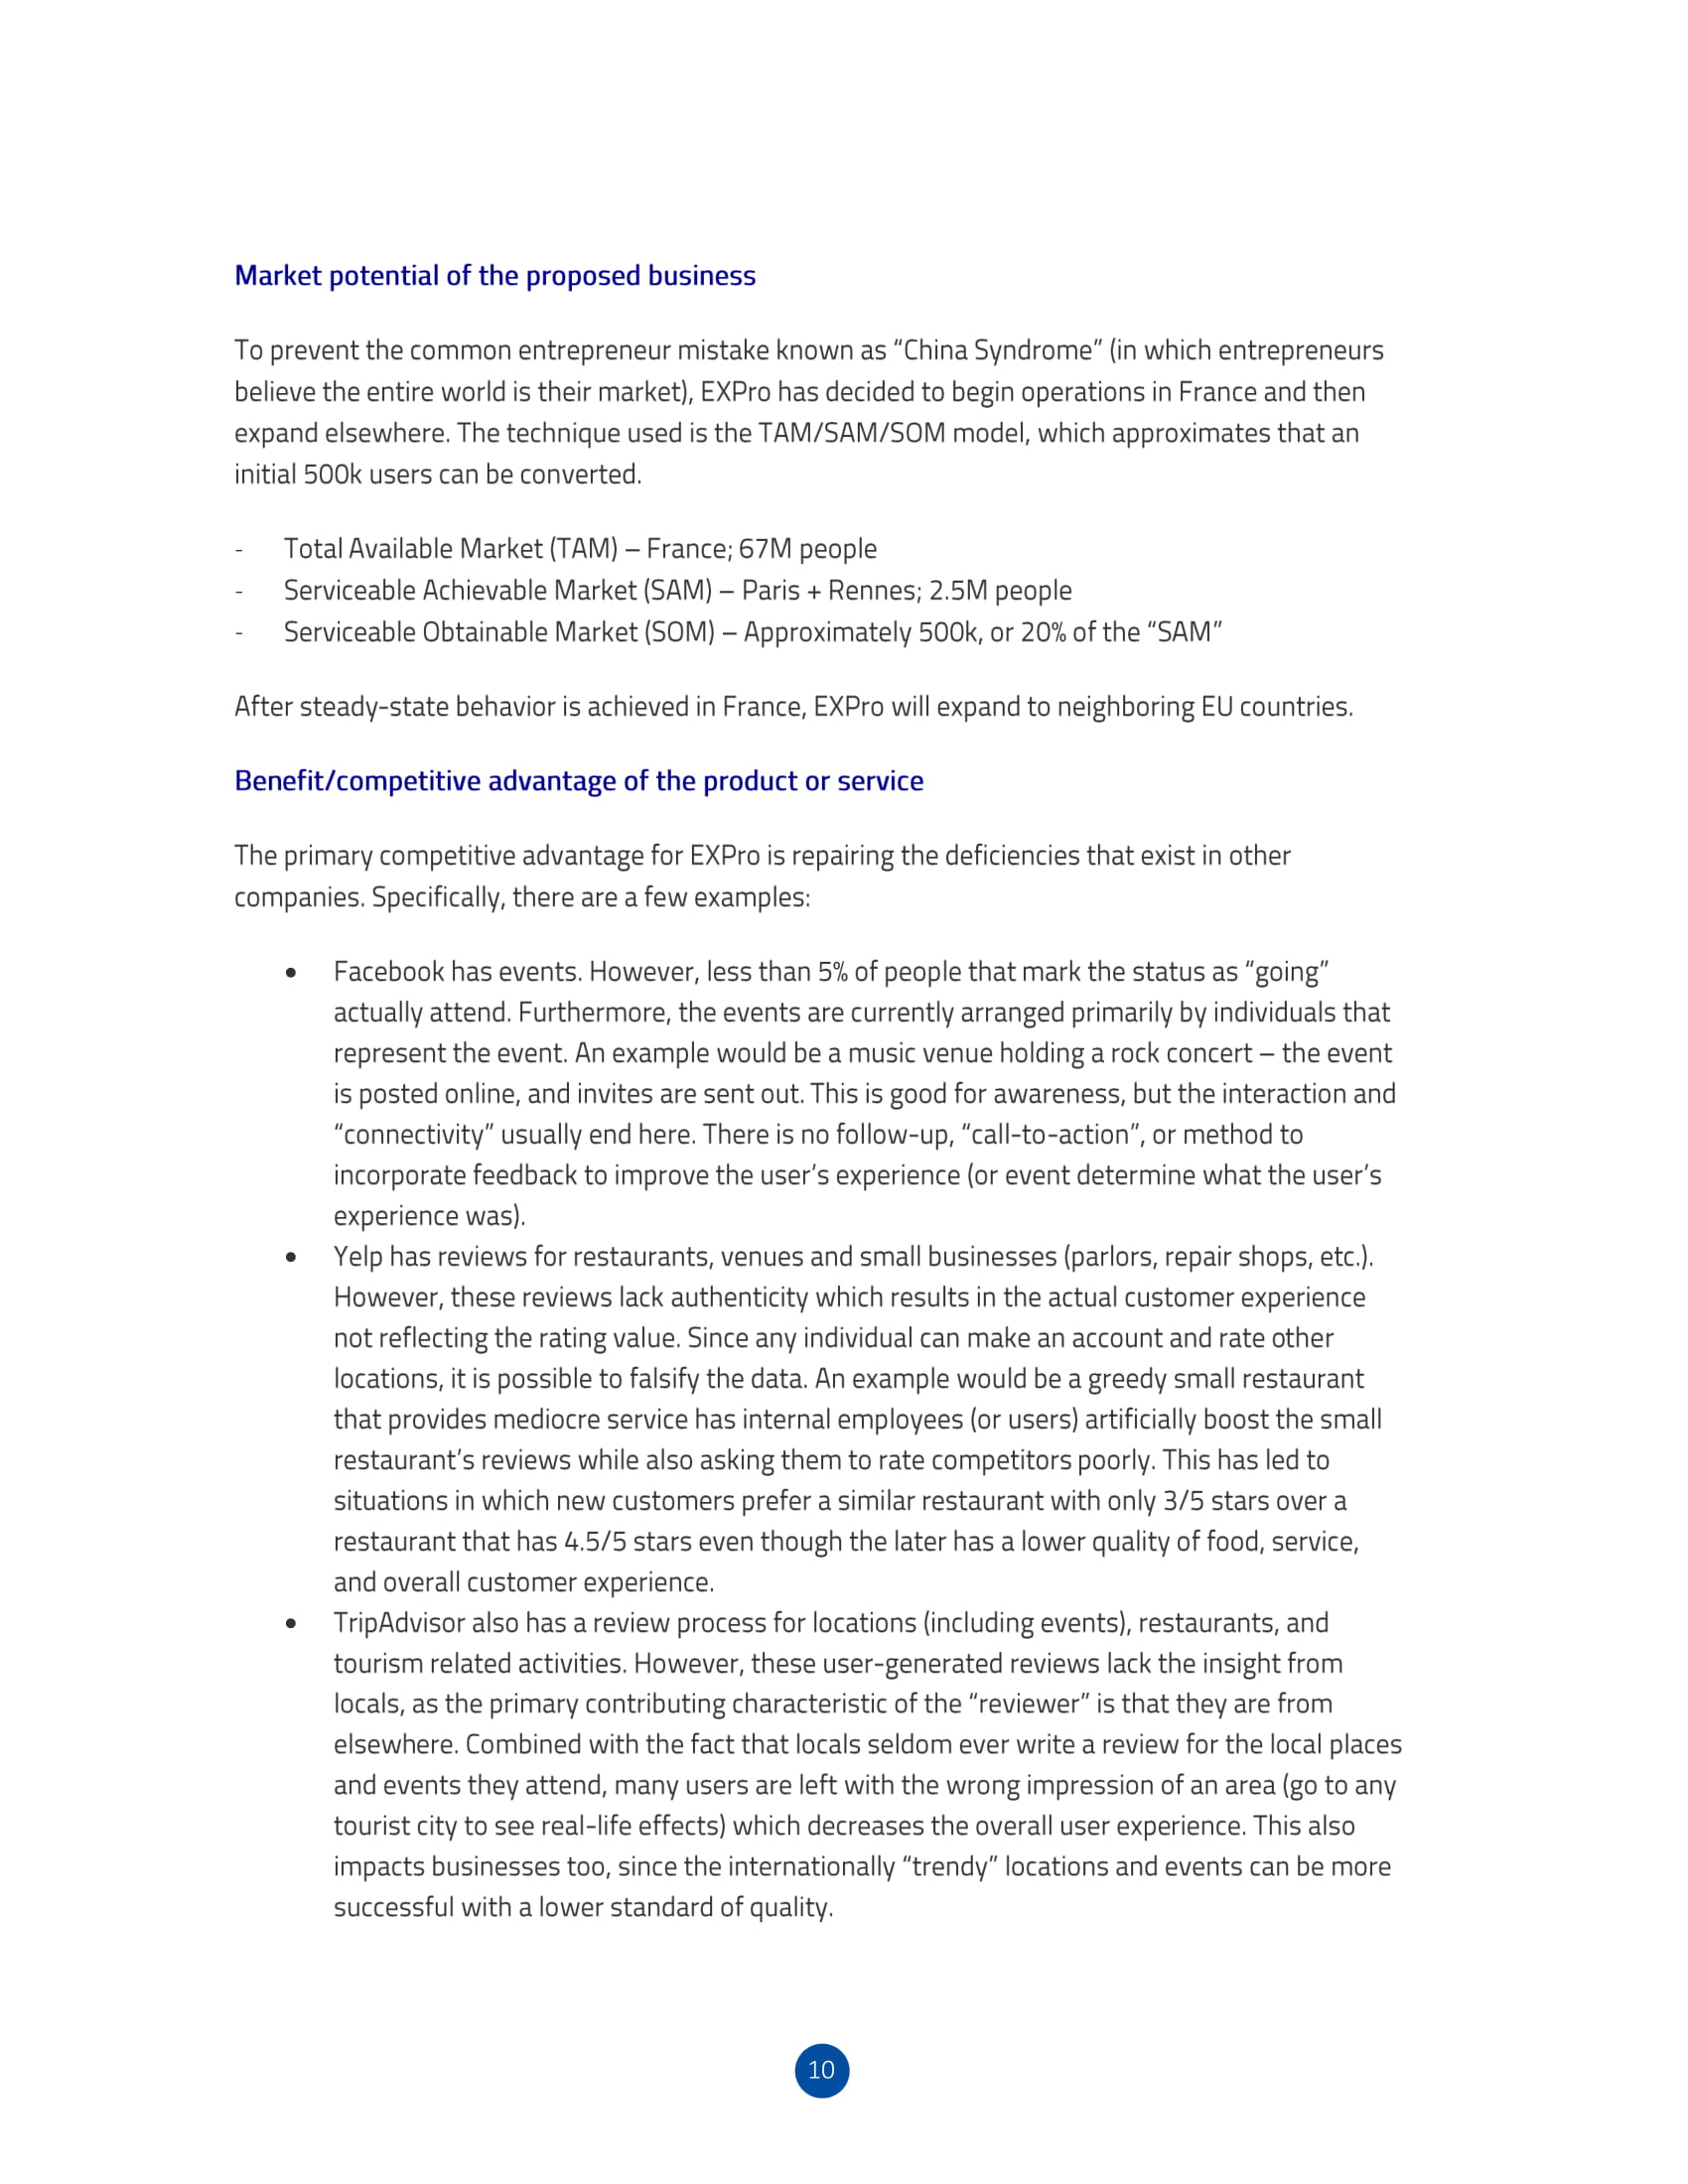 Market potential of the proposed business
To prevent the common entrepreneur mistake known as “China Syndrome” (in which entrepreneurs
believe the entire world is their market), EXPro has decided to begin operations in France and then
expand elsewhere. The technique used is the TAM/SAM/SOM model, which approximates that an
initial 500k users can be converted.
- Total Available Market (TAM) – France; 67M people
- Serviceable Achievable Market (SAM) – Paris + Rennes; 2.5M people
- Serviceable Obtainable Market (SOM) – Approximately 500k, or 20% of the “SAM”
After steady-state behavior is achieved in France, EXPro will expand to neighboring EU countries.
Benefit/competitive advantage of the product or service
The primary competitive advantage for EXPro is repairing the deficiencies that exist in other
companies. Specifically, there are a few examples:
• Facebook has events. However, less than 5% of people that mark the status as “going”
actually attend. Furthermore, the events are currently arranged primarily by individuals that
represent the event. An example would be a music venue holding a rock concert – the event
is posted online, and invites are sent out. This is good for awareness, but the interaction and
“connectivity” usually end here. There is no follow-up, “call-to-action”, or method to
incorporate feedback to improve the user’s experience (or event determine what the user’s
experience was).
• Yelp has reviews for restaurants, venues and small businesses (parlors, repair shops, etc.).
However, these reviews lack authenticity which results in the actual customer experience
not reflecting the rating value. Since any individual can make an account and rate other
locations, it is possible to falsify the data. An example would be a greedy small restaurant
that provides mediocre service has internal employees (or users) artificially boost the small
restaurant’s reviews while also asking them to rate competitors poorly. This has led to
situations in which new customers prefer a similar restaurant with only 3/5 stars over a
restaurant that has 4.5/5 stars even though the later has a lower quality of food, service,
and overall customer experience.
• TripAdvisor also has a review process for locations (including events), restaurants, and
tourism related activities. However, these user-generated reviews lack the insight from
locals, as the primary contributing characteristic of the “reviewer” is that they are from
elsewhere. Combined with the fact that locals seldom ever write a review for the local places
and events they attend, many users are left with the wrong impression of an area (go to any
tourist city to see real-life effects) which decreases the overall user experience. This also
impacts businesses too, since the internationally “trendy” locations and events can be more
successful with a lower standard of quality.
10